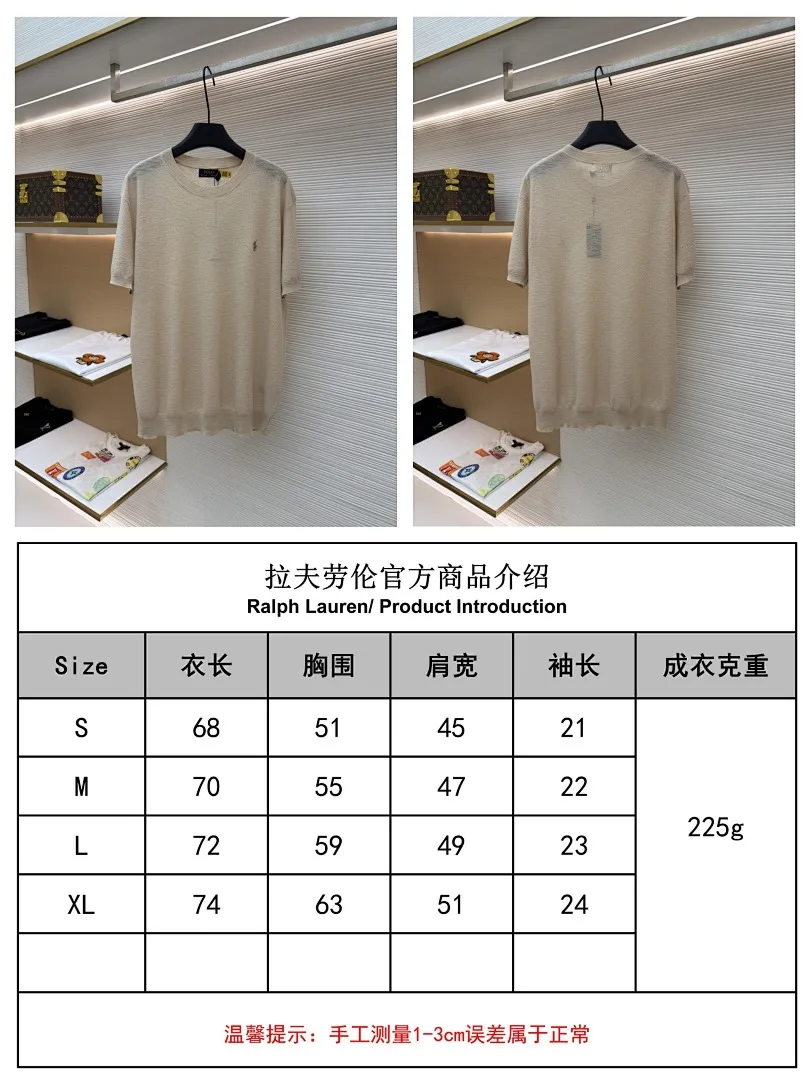 拉夫劳伦官方商品介绍
Ralph Lauren/ Product Introduction
Size 衣长 胸围 肩宽 袖长 成衣克重
S 68 51 45 21
M 70 55 47 22
L 72 59 49 23
XL 74 63 51 24
225g
温馨提示：手工测量1-3cm误差属于正常